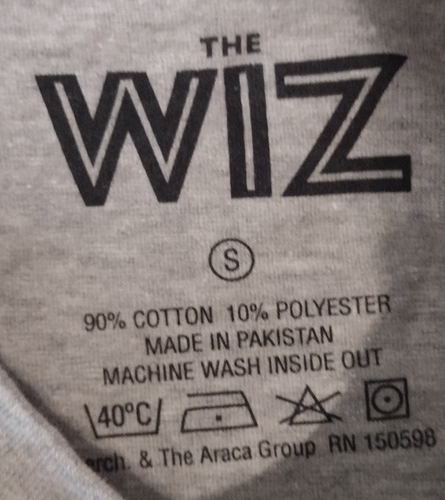 THE
WIZ
S
90% COTTON 10% POLYESTER
MADE IN PAKISTAN
MACHINE WASH INSIDE OUT
40°C
& The Araca Group RN 150598